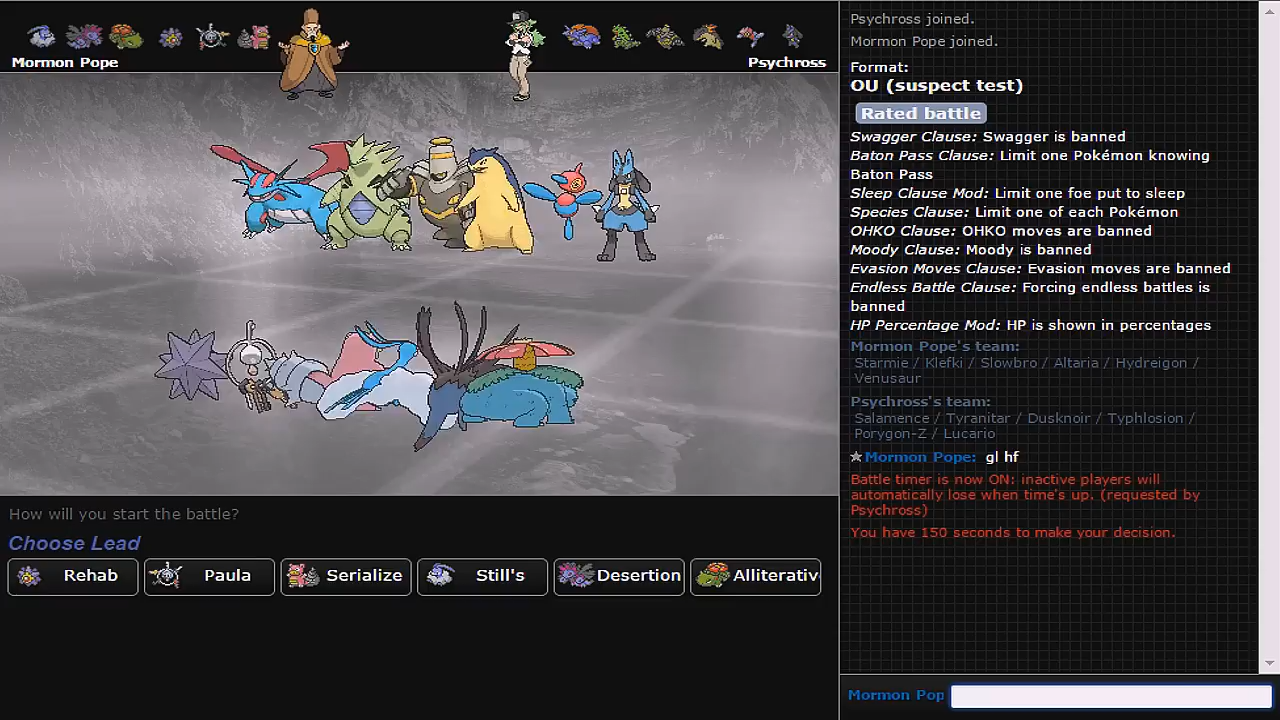 Mormon Pope
Psychross
How will you start the battle?
Choose Lead
Rehab
Paula
Serialize
Still's
Desertion
Alliterativ
Psychross joined.
Mormon Pope joined.
Format:
OU (suspect test)
Rated battle
Swagger Clause: Swagger is banned
Baton Pass Clause: Limit one Pokémon knowing
Baton Pass
Sleep Clause Mod: Limit one foe put to sleep
Species Clause: Limit one of each Pokémon
OHKO Clause: OHKO moves are banned
Moody Clause: Moody is banned
Evasion Moves Clause: Evasion moves are banned
Endless Battle Clause: Forcing endless battles is
banned
HP Percentage Mod: HP is shown in percentages
Mormon Pope's team:
Starmie / Klefki / Slowbro / Altaria / Hydreigon /
Venusaur
Psychross's team:
Salamence / Tyranitar / Dusknoir / Typhlosion /
Porygon-Z / Lucario
☆Mormon Pope: gl hf
Battle timer is now ON: inactive players will
automatically lose when time's up. (requested by
Psychross)
You have 150 seconds to make your decision.
Mormon Pop